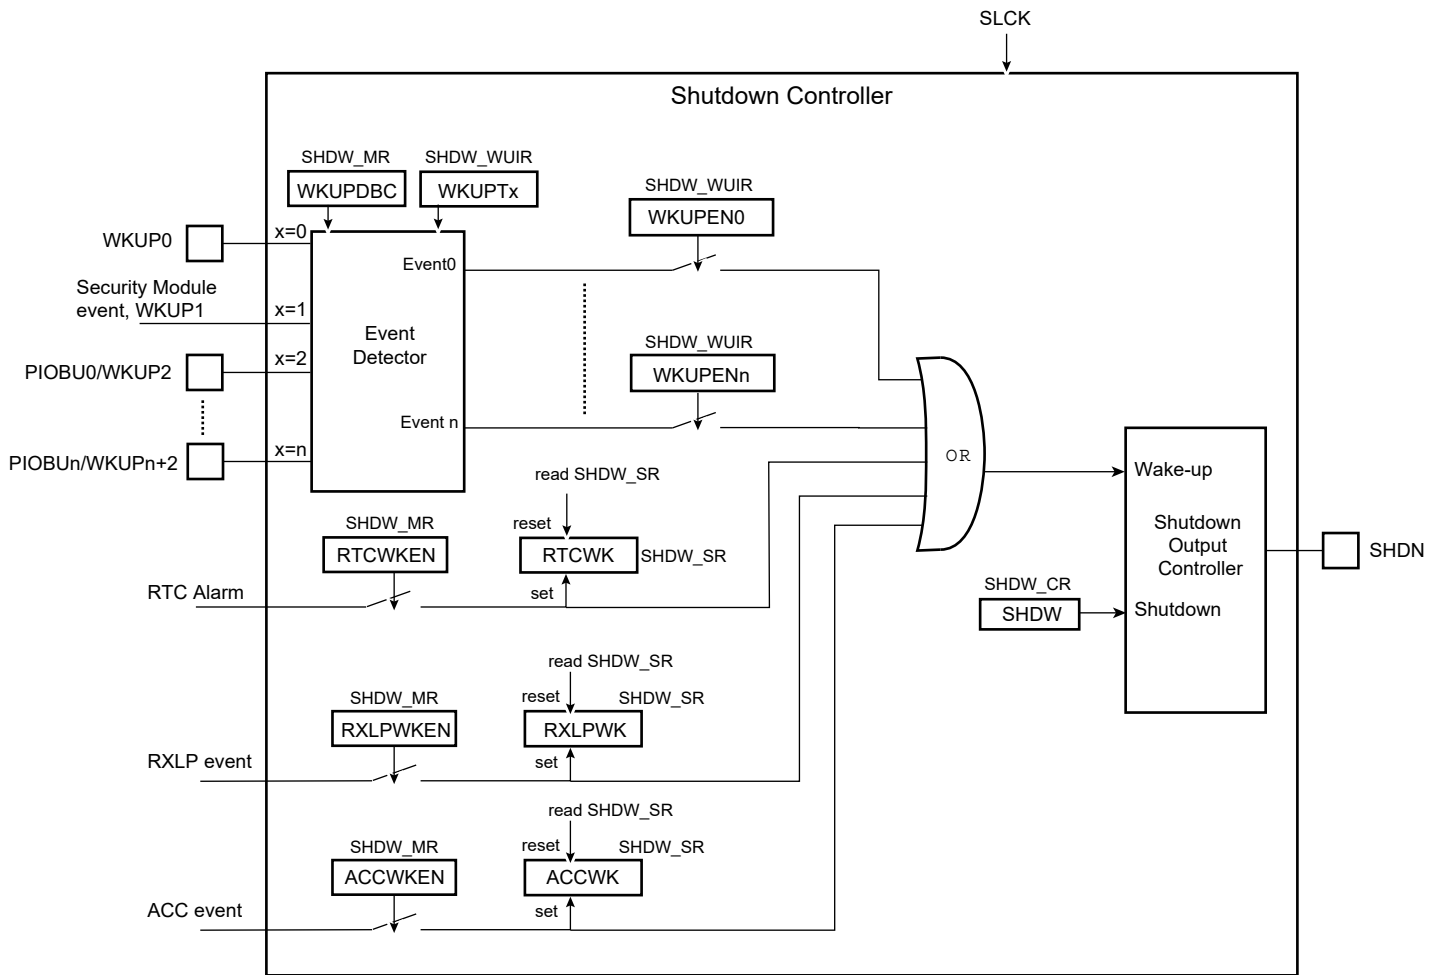 SLCK
Shutdown Controller
SHDW_MR
SHDW_WUIR
WKUPDBC
WKUPTx
SHDW_WUIR
WKUPEN0
WKUP0
x=0
Event0
Security Module
event, WKUP1
x=1
Event
Detector
SHDW_WUIR
WKUPENn
PIOBU0/WKUP2
x=2
Event n
PIOBUn/WKUPn+2
x=n
OR
Wake-up
Shutdown
Output
Controller
SHDN
read SHDW_SR
SHDW_MR
reset
RTCWKEN
RTCWK
SHDW_SR
RTC Alarm
set
SHDW_CR
SHDW
Shutdown
read SHDW_SR
SHDW_MR
reset
SHDW_SR
RXLPWKEN
RXLPWK
RXLP event
set
read SHDW_SR
SHDW_MR
reset
SHDW_SR
ACCWKEN
ACCWK
ACC event
set